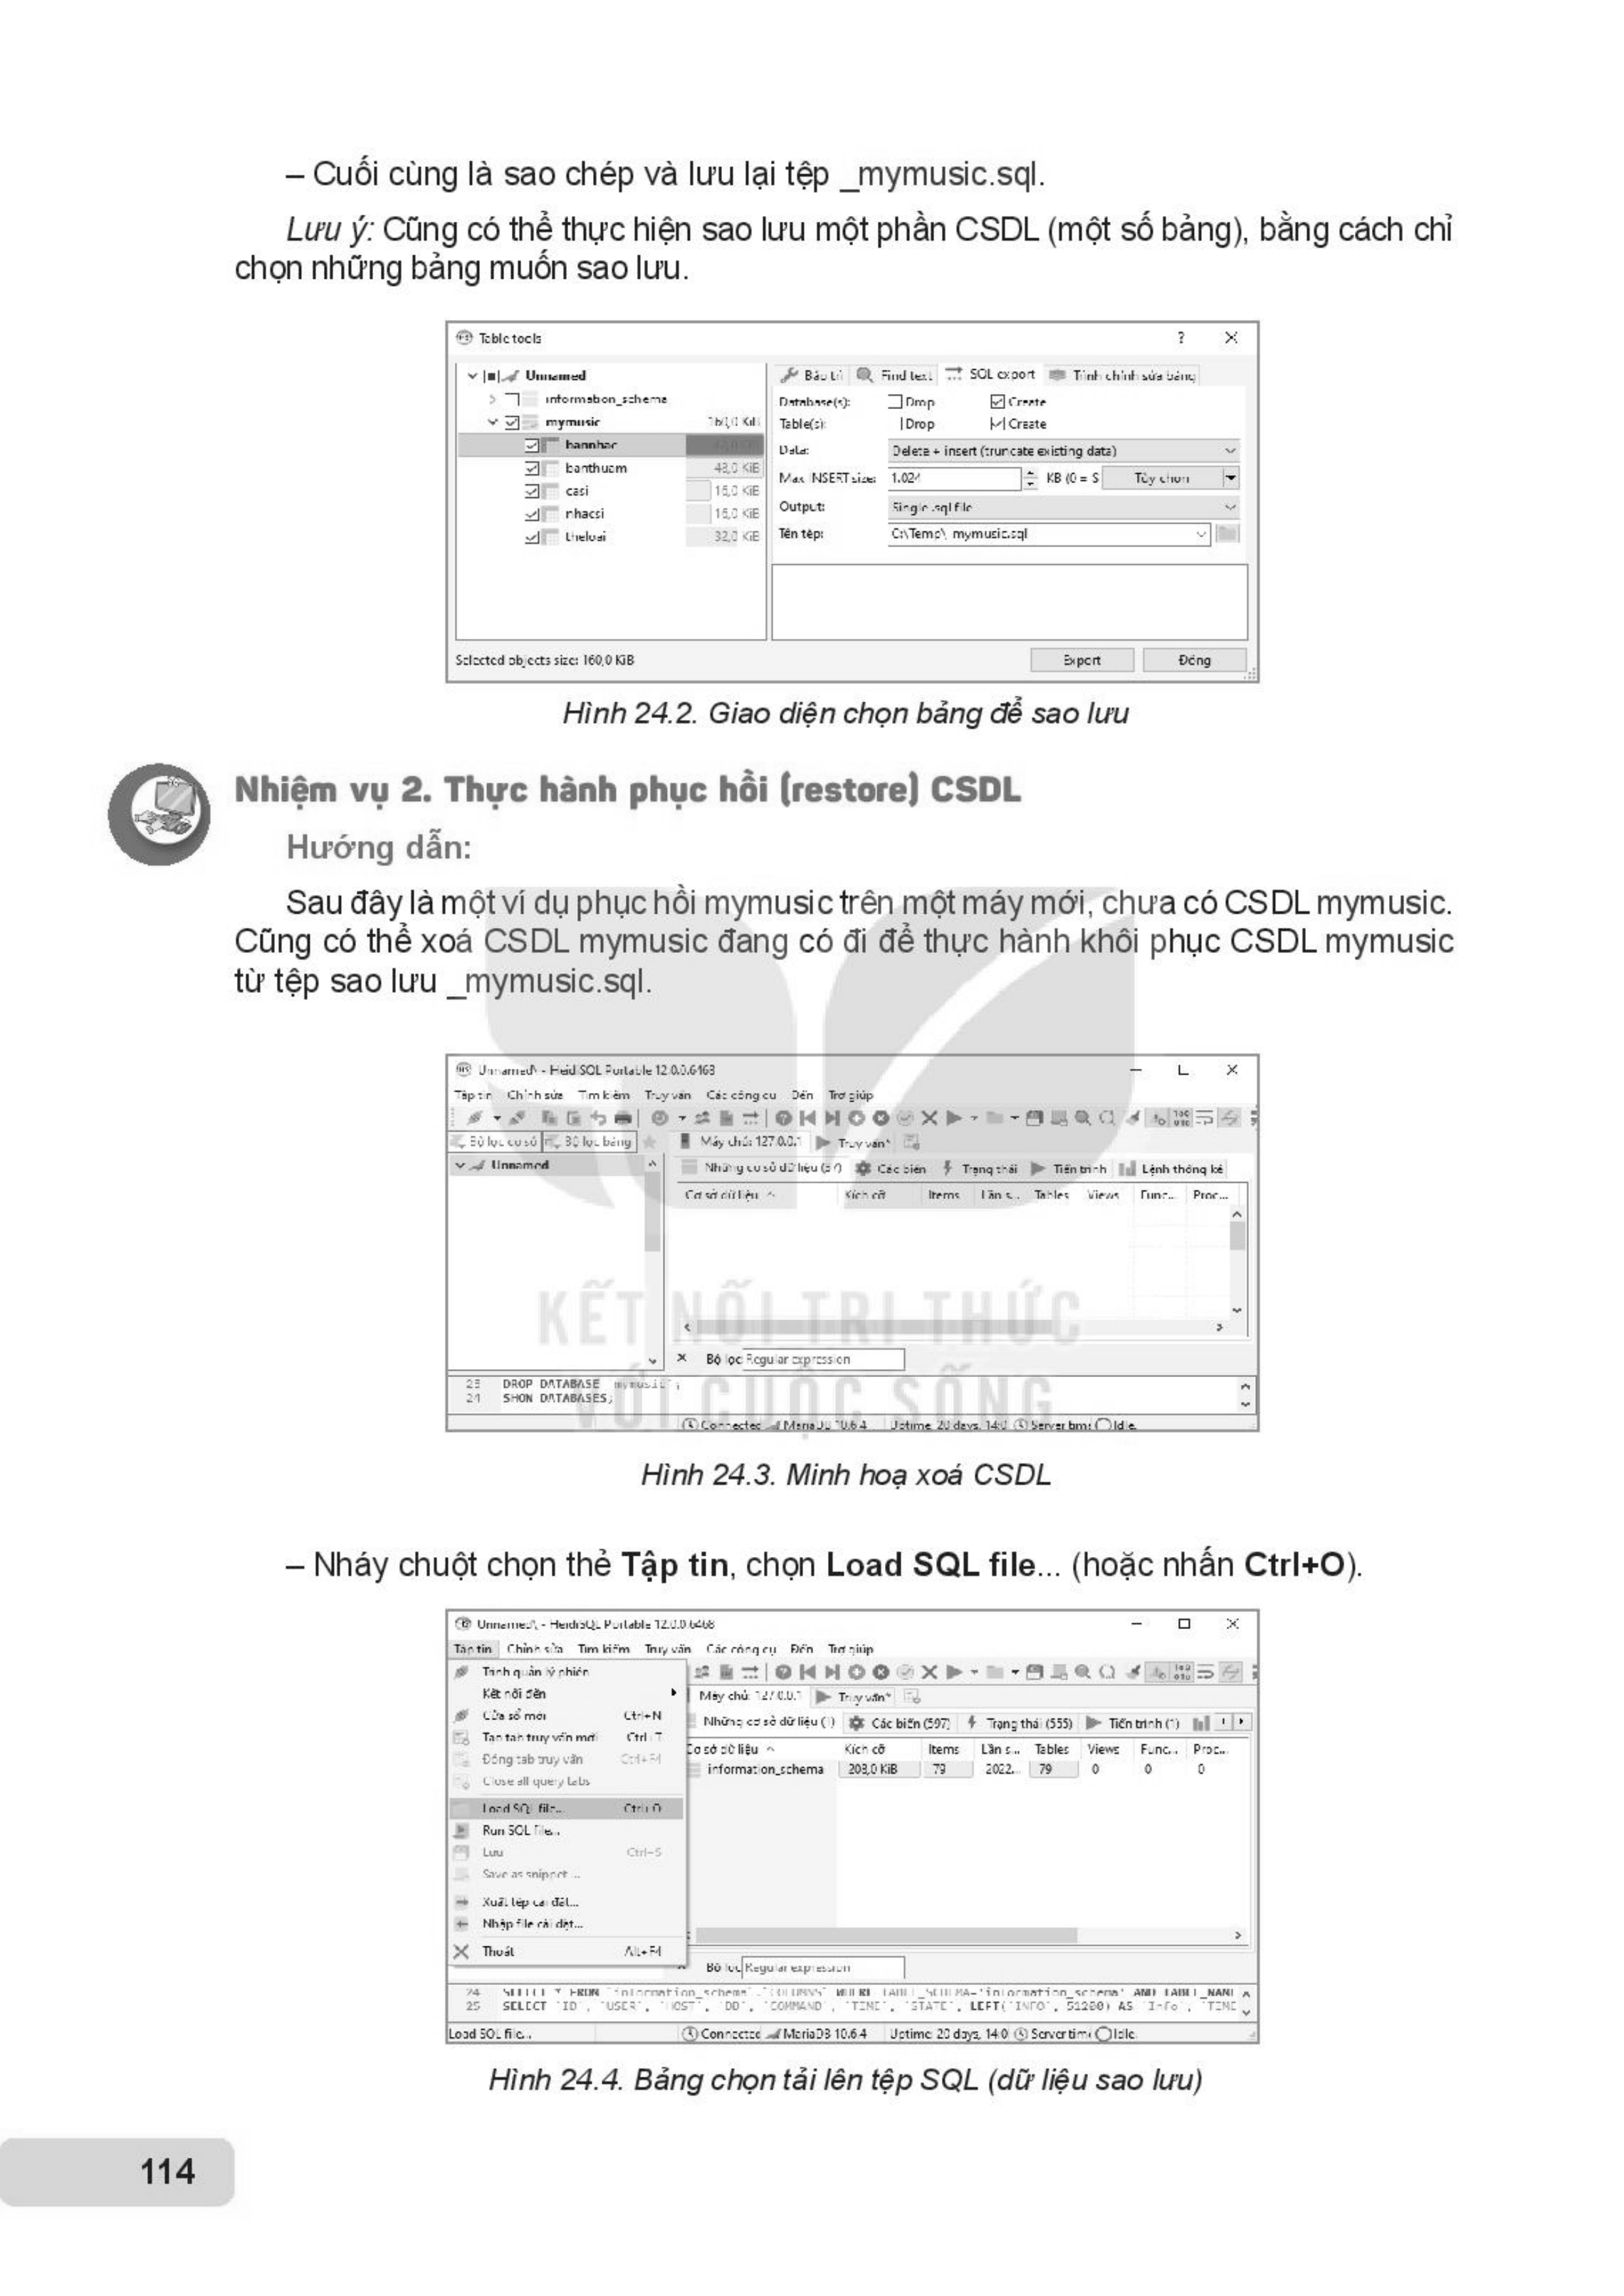 – Cuối cùng là sao chép và lưu lại tệp _mymusic.sql.
Lưu ý: Cũng có thể thực hiện sao lưu một phần CSDL (một số bảng), bằng cách chỉ
chọn những bảng muốn sao lưu.
Table tools
Unnamed
information_schema
mymusic 160,0 KiB
bannhac
banthuam 48,0 KiB
casi 16,0 KiB
nhacsi 16,0 KiB
theloai 32,0 KiB
Bảo trì Find text SQL export Trình chỉnh sửa bảng
Database(s): Drop Create
Table(s): Drop Create
Data: Delete + insert (truncate existing data)
Max INSERT size: 1.024 KB (0 = S Tùy chọn
Output: Single .sql file
Tên tệp: C:\Temp\_mymusic.sql
Selected objects size: 160,0 KiB Export Đóng
Hình 24.2. Giao diện chọn bảng để sao lưu
Nhiệm vụ 2. Thực hành phục hồi (restore) CSDL
Hướng dẫn:
Sau đây là một ví dụ phục hồi mymusic trên một máy mới, chưa có CSDL mymusic.
Cũng có thể xoá CSDL mymusic đang có đi để thực hành khôi phục CSDL mymusic
từ tệp sao lưu _mymusic.sql.
Unnamed\ - HeidiSQL Portable 12.0.0.6468
Tập tin Chỉnh sửa Tìm kiếm Truy vấn Các công cụ Đến Trợ giúp
Bộ lọc cơ sở Bộ lọc bảng Máy chủ: 127.0.0.1 Truy vấn*
Unnamed
Những cơ sở dữ liệu Các biến Trạng thái Tiến trình Lệnh thống kê
Cơ sở dữ liệu Kích cỡ Items Lần s... Tables Views Func... Proc...
KẾT NỐI TRI THỨC
VỚI CUỘC SỐNG
Bộ lọc Regular expression
DROP DATABASE `mymusic`;
SHOW DATABASES;
Connected MariaDB 10.6.4 Uptime: 20 days, 14:0 Server time Idle.
Hình 24.3. Minh hoạ xoá CSDL
– Nháy chuột chọn thẻ Tập tin, chọn Load SQL file... (hoặc nhấn Ctrl+O).
Unnamed\ - HeidiSQL Portable 12.0.0.6468
Tập tin Chỉnh sửa Tìm kiếm Truy vấn Các công cụ Đến Trợ giúp
Trình quản lý phiên
Kết nối đến
Cửa sổ mới Ctrl+N
Tạo tab truy vấn mới Ctrl+T
Đóng tab truy vấn Ctrl+F4
Close all query tabs
Load SQL file... Ctrl+O
Run SQL file...
Lưu Ctrl+S
Save as snippet ...
Xuất tệp cài đặt...
Nhập file cài đặt...
Thoát Alt+F4
Máy chủ: 127.0.0.1 Truy vấn*
Những cơ sở dữ liệu (1) Các biến (597) Trạng thái (555) Tiến trình (1)
Cơ sở dữ liệu Kích cỡ Items Lần s... Tables Views Func... Proc...
information_schema 208,0 KiB 79 2022... 79 0 0 0
Bộ lọc Regular expression
24 SELECT * FROM `information_schema`.`COLUMNS` WHERE TABLE_SCHEMA='information_schema' AND TABLE_NAME
25 SELECT `ID`, `USER`, `HOST`, `DB`, `COMMAND`, `TIME`, `STATE`, LEFT(`INFO`, 51200) AS `Info`, `TIME
Load SQL file... Connected MariaDB 10.6.4 Uptime: 20 days, 14:0 Server time Idle.
Hình 24.4. Bảng chọn tải lên tệp SQL (dữ liệu sao lưu)
114